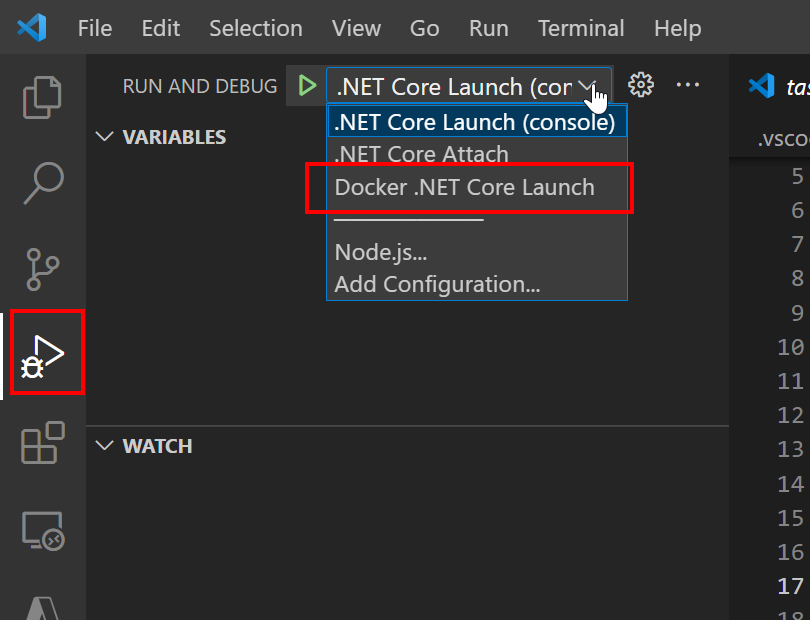 File Edit Selection View Go Run Terminal Help
RUN AND DEBUG .NET Core Launch (cor
tas
.NET Core Launch (console)
VARIABLES
.vsco
.NET Core Attach
Docker .NET Core Launch
Node.js...
Add Configuration...
WATCH
5
6
7
8
9
10
11
12
13
14
15
16
17
18